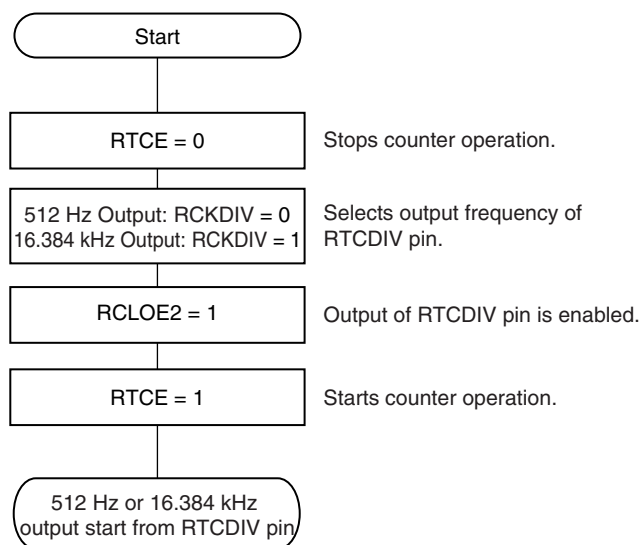 Start
RTCE = 0
Stops counter operation.
512 Hz Output: RCKDIV = 0
16.384 kHz Output: RCKDIV = 1
Selects output frequency of
RTCDIV pin.
RCLOE2 = 1
Output of RTCDIV pin is enabled.
RTCE = 1
Starts counter operation.
512 Hz or 16.384 kHz
output start from RTCDIV pin